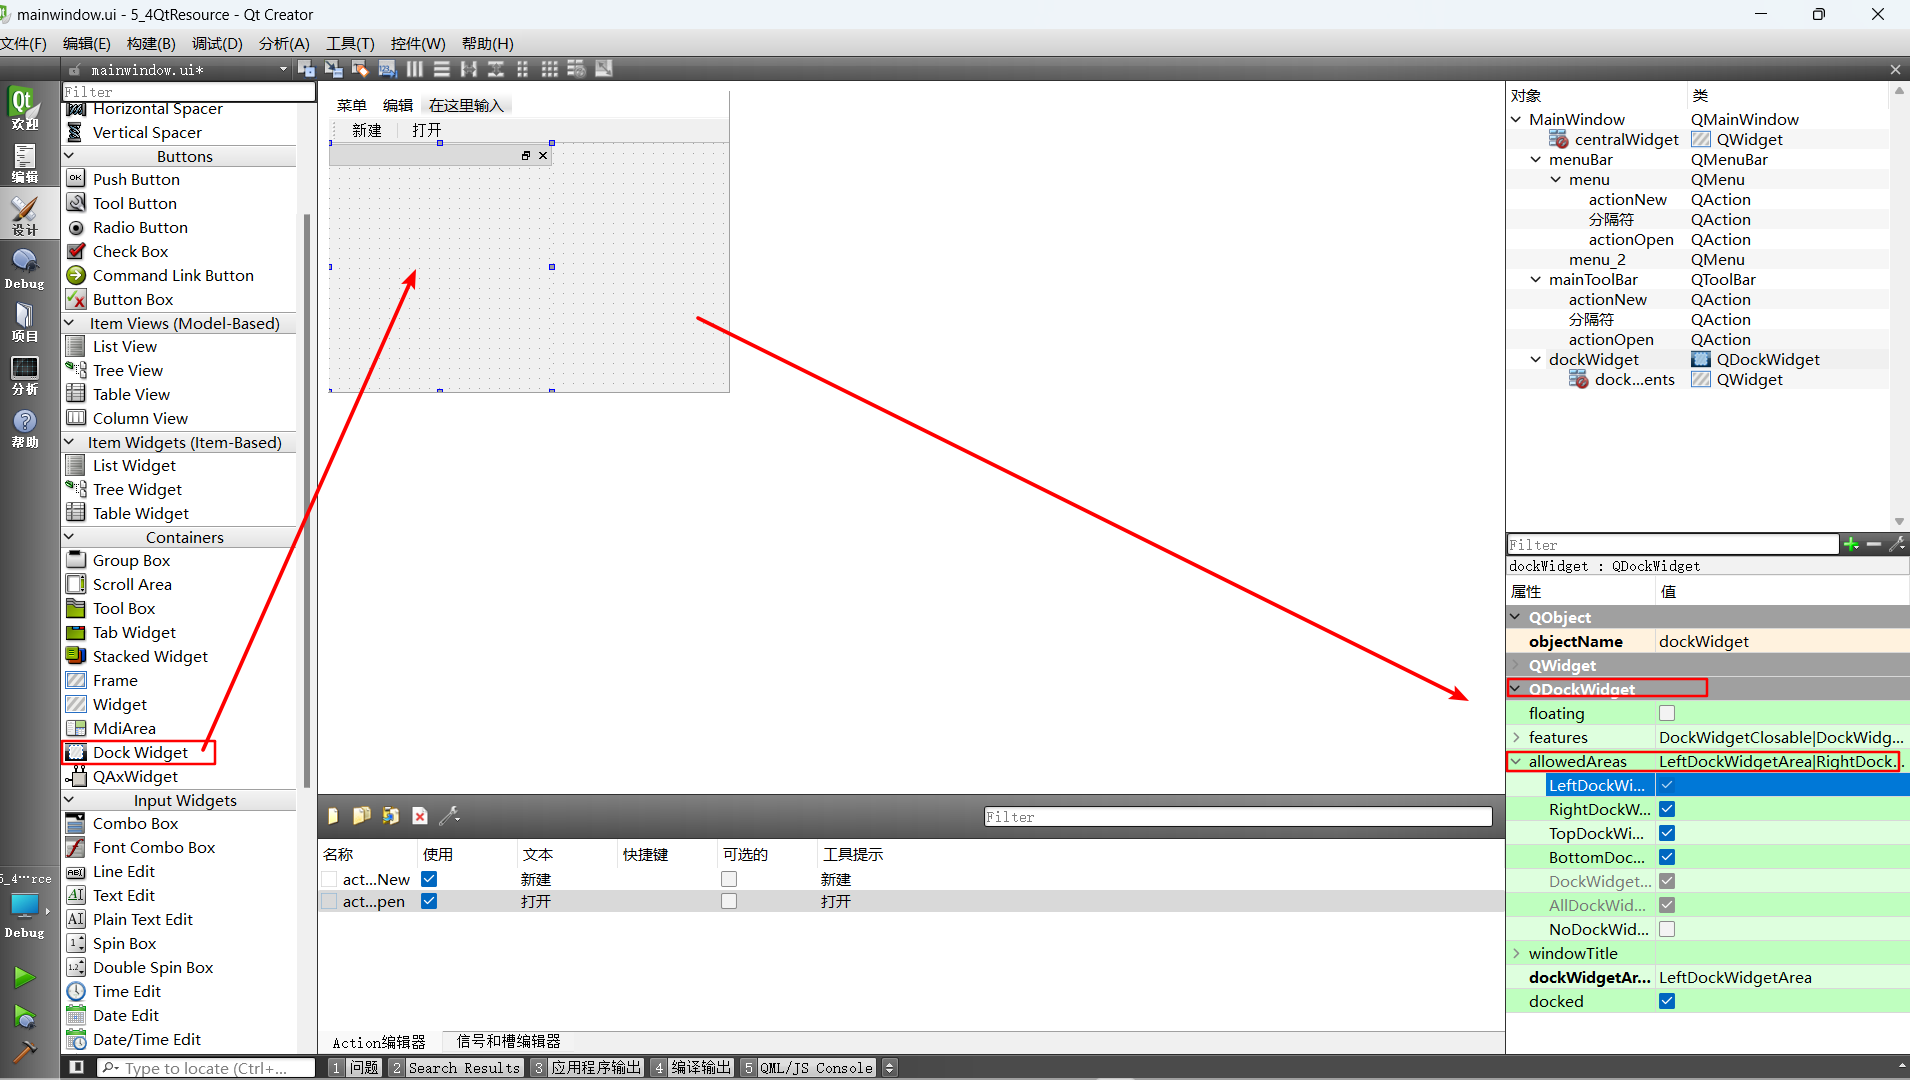 mainwindow.ui - 5_4QtResource - Qt Creator
文件(F) 编辑(E) 构建(B) 调试(D) 分析(A) 工具(T) 控件(W) 帮助(H)
mainwindow.ui*
Qt
欢迎
编辑
设计
Debug
项目
分析
帮助
5_4…rce
Debug
Filter
Horizontal Spacer
Vertical Spacer
Buttons
Push Button
Tool Button
Radio Button
Check Box
Command Link Button
Button Box
Item Views (Model-Based)
List View
Tree View
Table View
Column View
Item Widgets (Item-Based)
List Widget
Tree Widget
Table Widget
Containers
Group Box
Scroll Area
Tool Box
Tab Widget
Stacked Widget
Frame
Widget
MdiArea
Dock Widget
QAxWidget
Input Widgets
Combo Box
Font Combo Box
Line Edit
Text Edit
Plain Text Edit
Spin Box
Double Spin Box
Time Edit
Date Edit
Date/Time Edit
菜单 编辑 在这里输入
新建 打开
Filter
名称 使用 文本 快捷键 可选的 工具提示
act...New 新建 新建
act...pen 打开 打开
Action编辑器 信号和槽编辑器
对象 类
MainWindow QMainWindow
centralWidget QWidget
menuBar QMenuBar
menu QMenu
actionNew QAction
分隔符 QAction
actionOpen QAction
menu_2 QMenu
mainToolBar QToolBar
actionNew QAction
分隔符 QAction
actionOpen QAction
dockWidget QDockWidget
dock...ents QWidget
Filter
dockWidget : QDockWidget
属性 值
QObject
objectName dockWidget
QWidget
QDockWidget
floating
features DockWidgetClosable|DockWidg...
allowedAreas LeftDockWidgetArea|RightDock...
LeftDockWi...
RightDockW...
TopDockWi...
BottomDoc...
DockWidget...
AllDockWid...
NoDockWid...
windowTitle
dockWidgetAr... LeftDockWidgetArea
docked
Type to locate (Ctrl+...
1 问题 2 Search Results 3 应用程序输出 4 编译输出 5 QML/JS Console